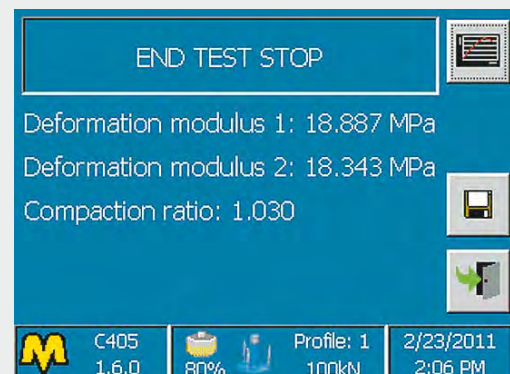 END TEST STOP
Deformation modulus 1: 18.887 MPa
Deformation modulus 2: 18.343 MPa
Compaction ratio: 1.030
C405
1.6.0
80%
Profile: 1
100kN
2/23/2011
2:06 PM